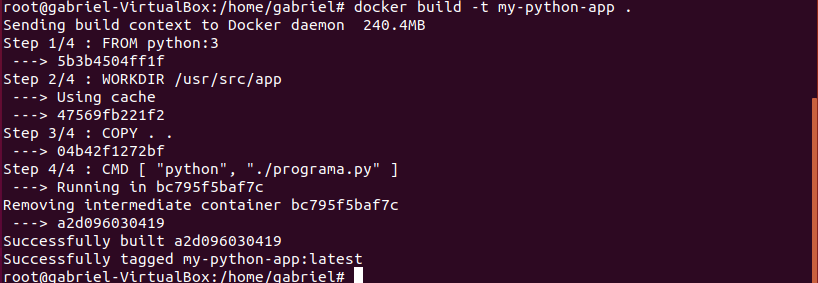 root@gabriel-VirtualBox:/home/gabriel# docker build -t my-python-app .
Sending build context to Docker daemon  240.4MB
Step 1/4 : FROM python:3
 ---> 5b3b4504ff1f
Step 2/4 : WORKDIR /usr/src/app
 ---> Using cache
 ---> 47569fb221f2
Step 3/4 : COPY . .
 ---> 04b42f1272bf
Step 4/4 : CMD [ "python", "./programa.py" ]
 ---> Running in bc795f5baf7c
Removing intermediate container bc795f5baf7c
 ---> a2d096030419
Successfully built a2d096030419
Successfully tagged my-python-app:latest
root@gabriel-VirtualBox:/home/gabriel#